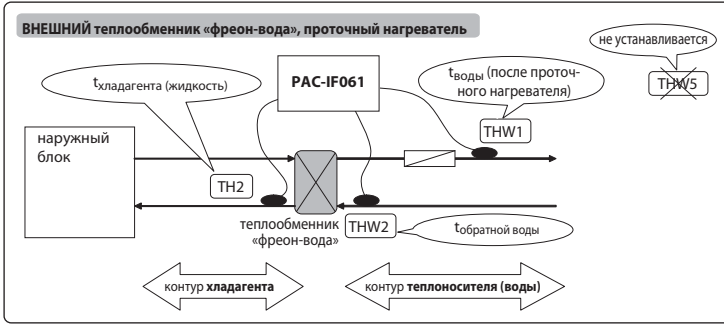 ВНЕШНИЙ теплообменник «фреон-вода», проточный нагреватель
не устанавливается
THW5
tхладагента (жидкость)
PAC-IF061
tводы (после проточ-
ного нагревателя)
THW1
наружный
блок
TH2
теплообменник
«фреон-вода»
THW2
tобратной воды
контур хладагента
контур теплоносителя (воды)